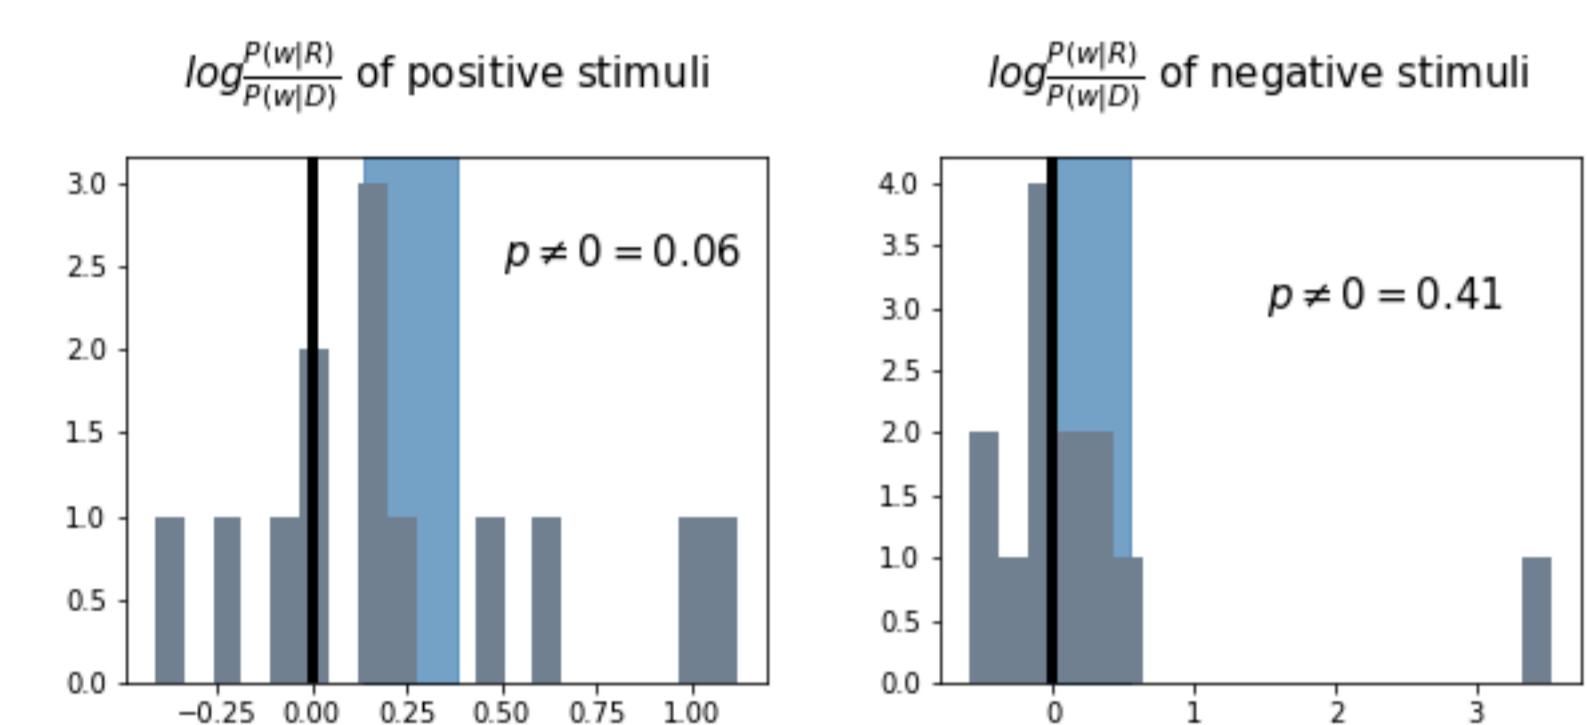 log P(w|R)/P(w|D) of positive stimuli
3.0
2.5
2.0
1.5
1.0
0.5
0.0
p ≠ 0 = 0.06
−0.25 0.00 0.25 0.50 0.75 1.00
log P(w|R)/P(w|D) of negative stimuli
4.0
3.5
3.0
2.5
2.0
1.5
1.0
0.5
0.0
p ≠ 0 = 0.41
0 1 2 3